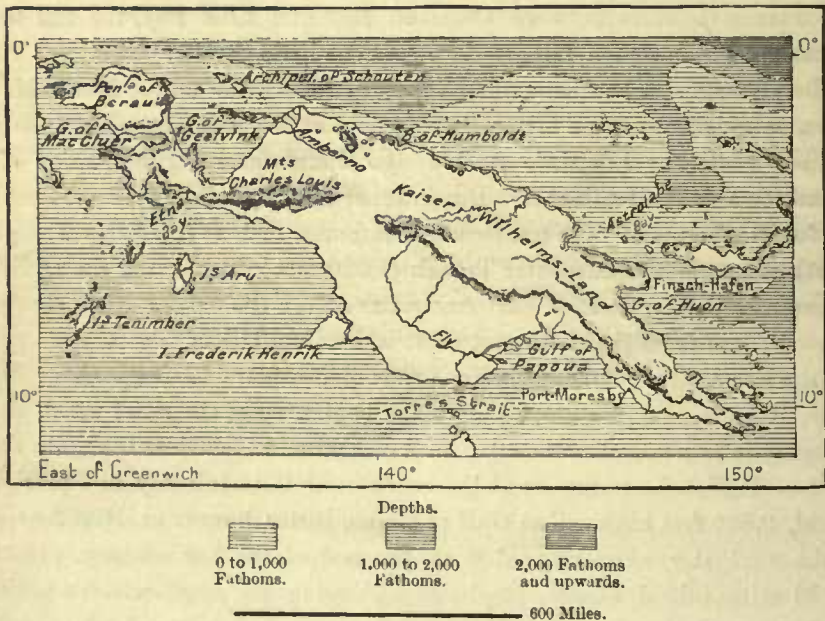 0°
0°
Archipel. of Schouten
Pen. of
Berau
G. of
Geelvink
G. of
MacCluer
Amberno
B. of Humboldt
Mts
Charles Louis
Kaiser Wilhelms-Land
Astrolabe
Bay
Etna
Bay
Is Aru
Finsch-Hafen
G. of Huon
Is Tenimber
Fly
I. Frederik Henrik
Gulf of
Papoua
10°
Port-Moresby
10°
Torres Strait
East of Greenwich
140°
150°
Depths.
0 to 1,000
Fathoms.
1,000 to 2,000
Fathoms.
2,000 Fathoms
and upwards.
600 Miles.